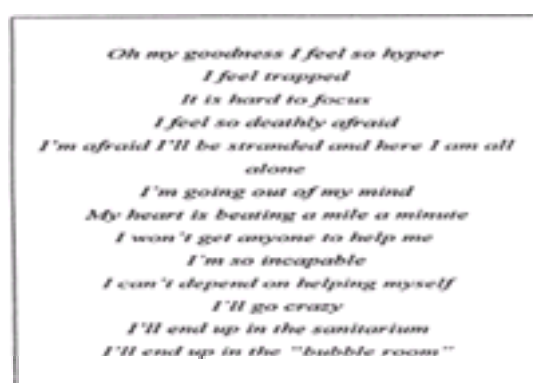 Oh my goodness I feel so hyper
I feel trapped
It is hard to focus
I feel so deathly afraid
I'm afraid I'll be stranded and here I am all
alone
I'm going out of my mind
My heart is beating a mile a minute
I won't get anyone to help me
I'm so incapable
I can't depend on helping myself
I'll go crazy
I'll end up in the sanitarium
I'll end up in the "bubble room"